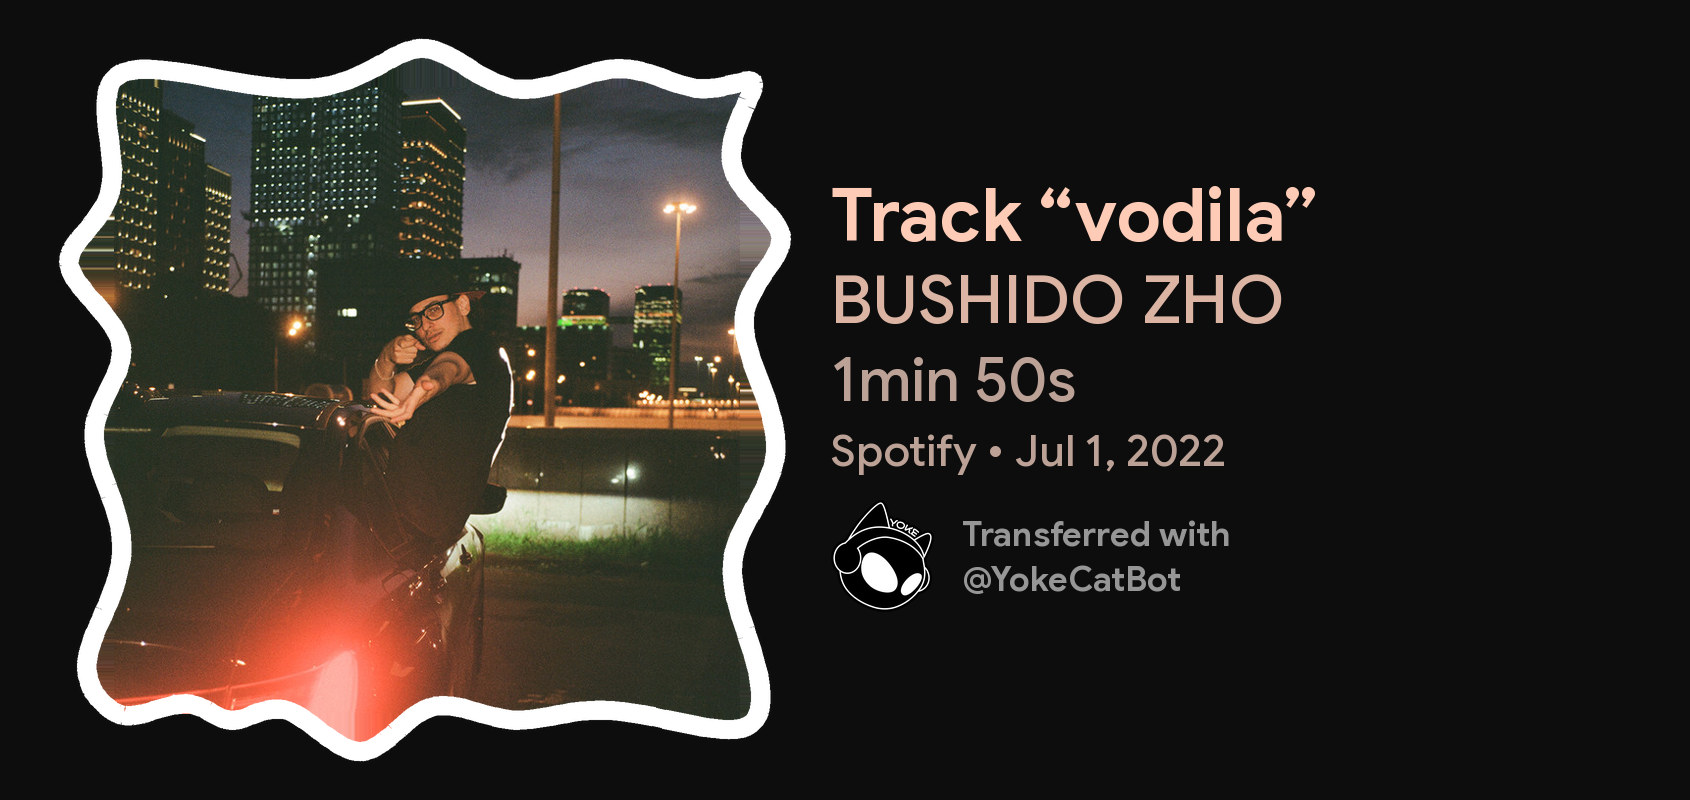 Track “vodila”
BUSHIDO ZHO
1min 50s
Spotify • Jul 1, 2022
YOKE
Transferred with
@YokeCatBot